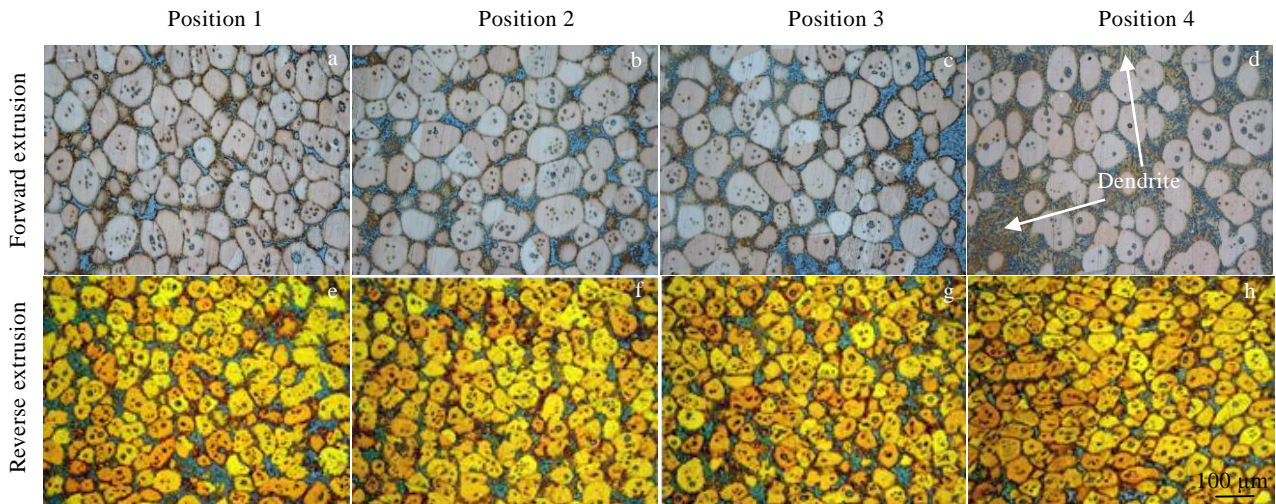 Position 1
Position 2
Position 3
Position 4
Forward extrusion
a
b
c
d
Dendrite
Reverse extrusion
e
f
g
h
100 μm